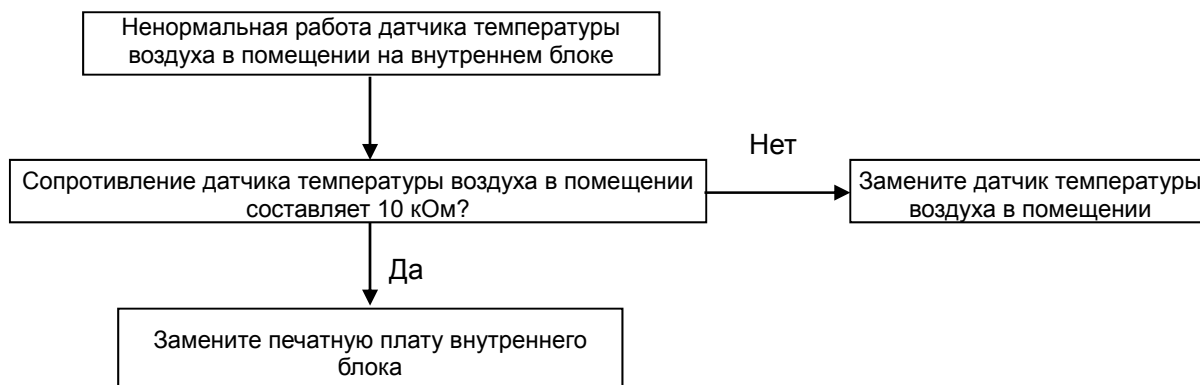 Ненормальная работа датчика температуры
воздуха в помещении на внутреннем блоке
Нет
Сопротивление датчика температуры воздуха в помещении
составляет 10 кОм?
Замените датчик температуры
воздуха в помещении
Да
Замените печатную плату внутреннего
блока